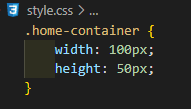 style.css > ...
.home-container {
    width: 100px;
    height: 50px;
}